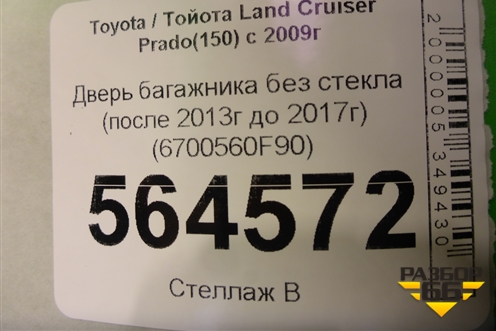 Toyota / Тойота Land Cruiser
Prado(150) с 2009г
Дверь багажника без стекла
(после 2013г до 2017г)
(6700560F90)
564572
Стеллаж В
2000005349430
РАЗБОР
66